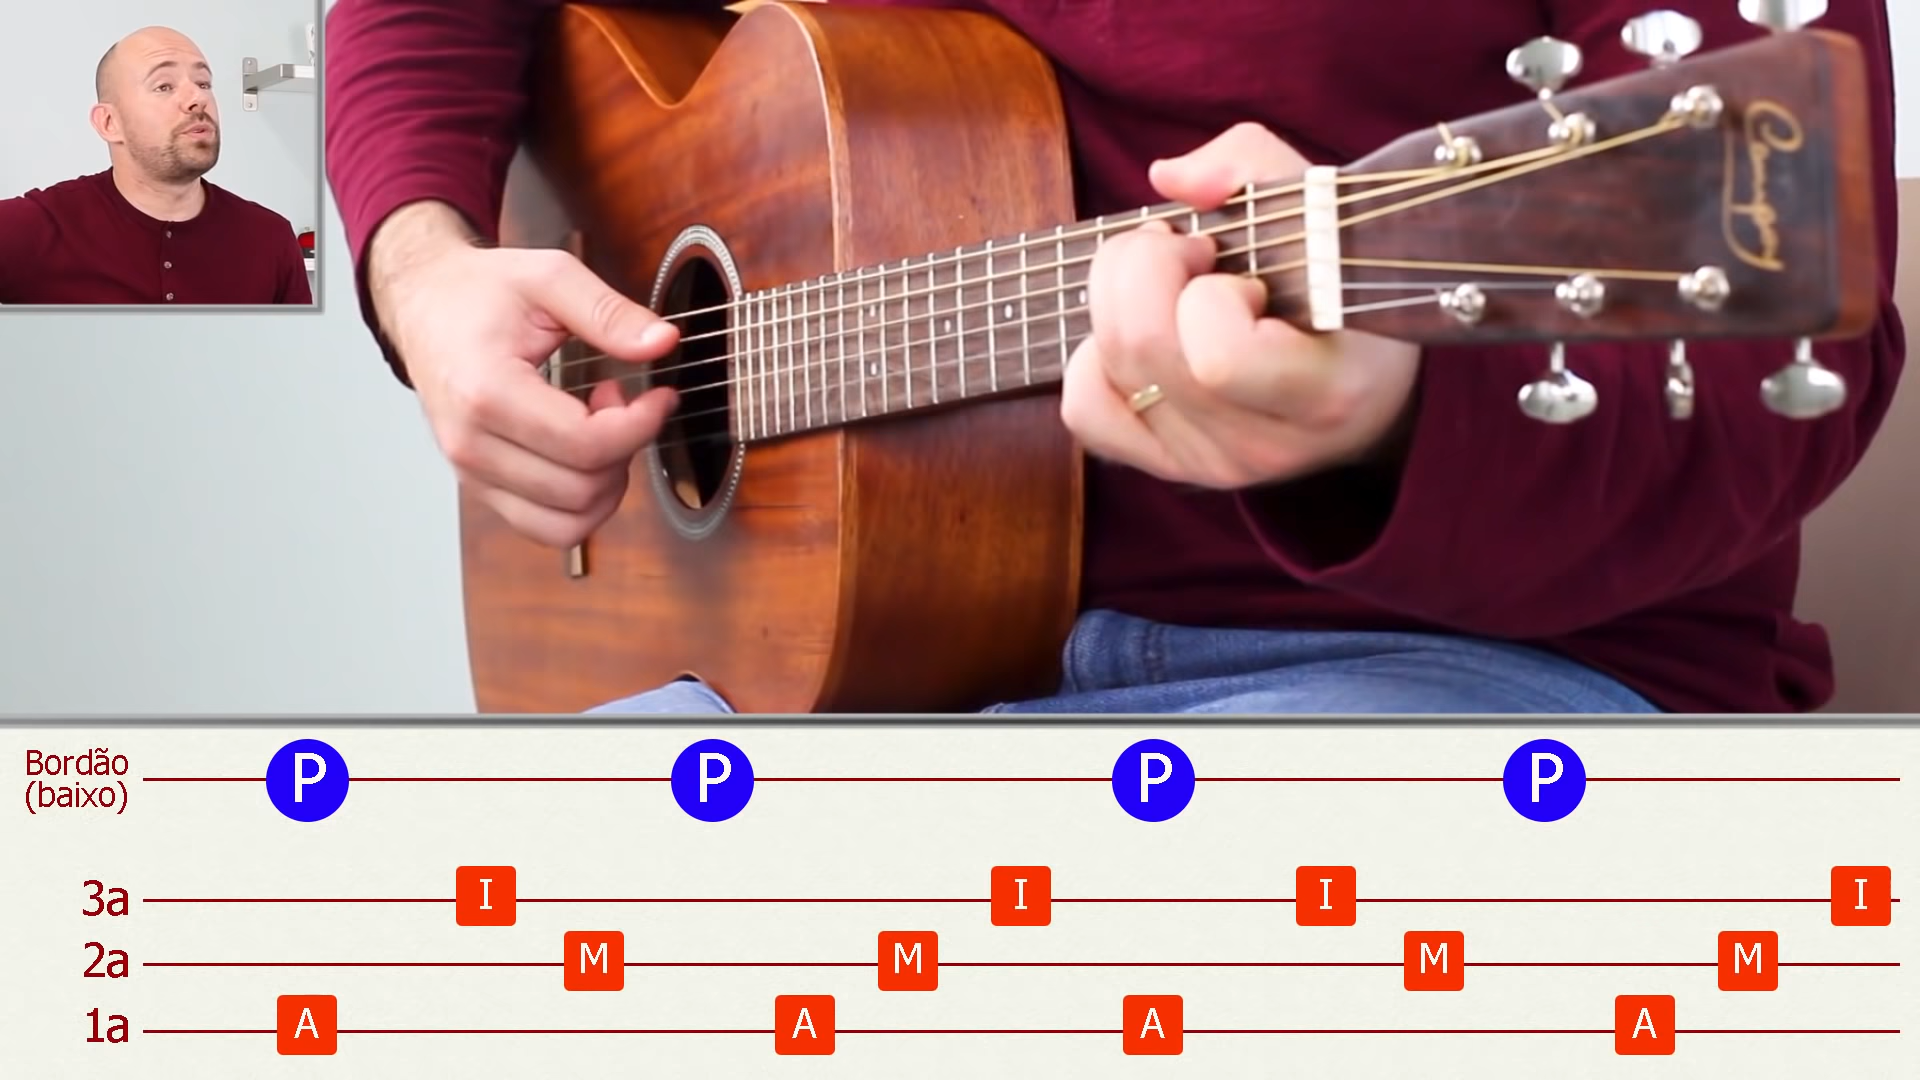 Bordão
(baixo)
P P P P
3a I I I I
2a M M M M
1a A A A A